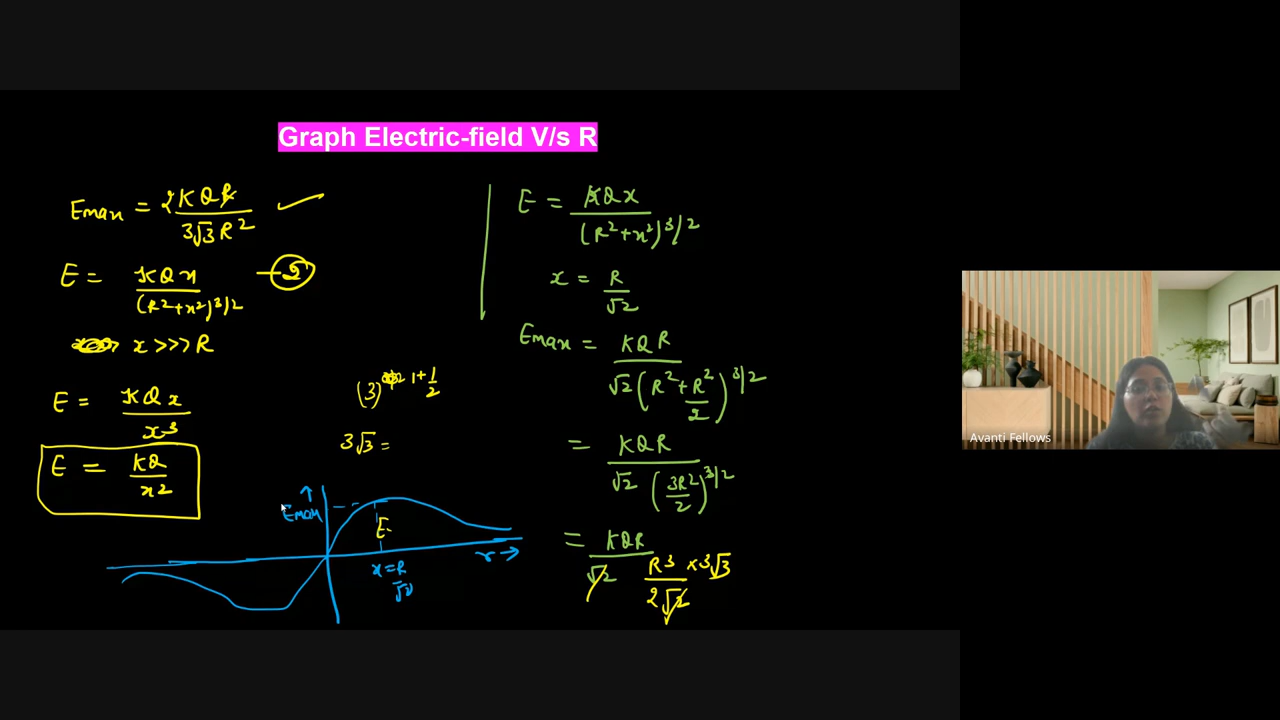 Graph Electric-field V/s R
Emax = 2KQR / 3√3 R²
E = KQx / (R²+x²)^3/2 — 2
x >>> R
E = KQx / x³
E = KQ / x²
(3)^1+1/2
3√3 =
Emax
E
x = R/√2
r →
E = KQx / (R²+x²)^3/2
x = R/√2
Emax = KQR / √2 (R² + R²/2)^3/2
= KQR / √2 (3R²/2)^3/2
= KQR / √2 R³ × 3√3 / 2√2
Avanti Fellows